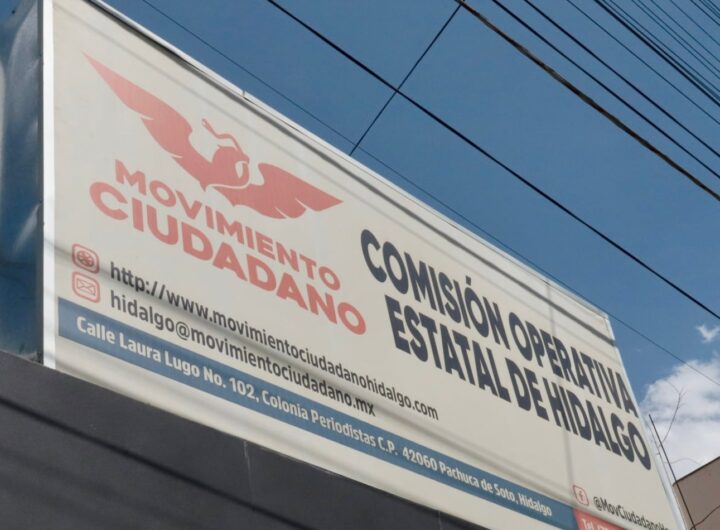 MOVIMIENTO
CIUDADANO
COMISIÓN OPERATIVA
ESTATAL DE HIDALGO
http://www.movimientociudadanohidalgo.com
hidalgo@movimientociudadano.mx
Calle Laura Lugo No. 102, Colonia Periodistas C.P. 42060 Pachuca de Soto, Hidalgo